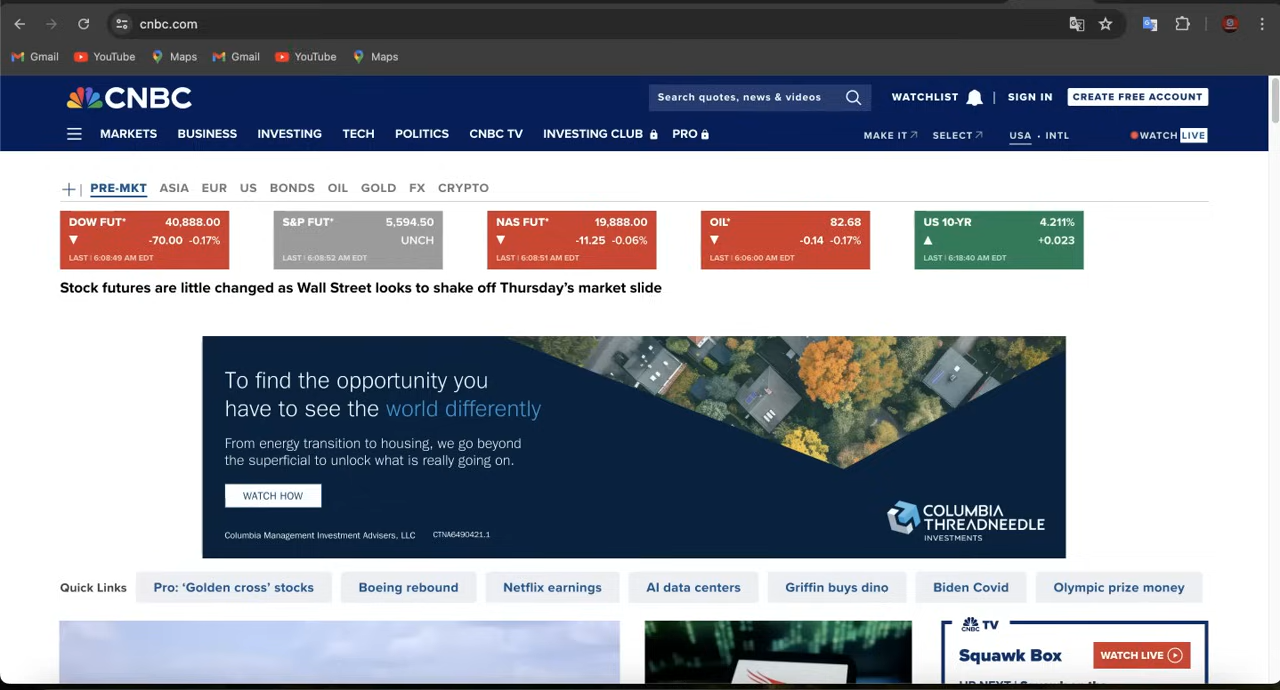 cnbc.com
Gmail YouTube Maps Gmail YouTube Maps
CNBC
Search quotes, news & videos
WATCHLIST | SIGN IN CREATE FREE ACCOUNT
MARKETS BUSINESS INVESTING TECH POLITICS CNBC TV INVESTING CLUB PRO
MAKE IT SELECT USA • INTL WATCH LIVE
+ | PRE-MKT ASIA EUR US BONDS OIL GOLD FX CRYPTO
DOW FUT* 40,888.00
-70.00 -0.17%
LAST | 6:08:49 AM EDT
S&P FUT* 5,594.50
UNCH
LAST | 6:08:52 AM EDT
NAS FUT* 19,888.00
-11.25 -0.06%
LAST | 6:08:51 AM EDT
OIL* 82.68
-0.14 -0.17%
LAST | 6:06:00 AM EDT
US 10-YR 4.211%
+0.023
LAST | 6:18:40 AM EDT
Stock futures are little changed as Wall Street looks to shake off Thursday's market slide
To find the opportunity you
have to see the world differently
From energy transition to housing, we go beyond
the superficial to unlock what is really going on.
WATCH HOW
Columbia Management Investment Advisers, LLC CTNA6490421.1
COLUMBIA
THREADNEEDLE
INVESTMENTS
Quick Links Pro: ‘Golden cross’ stocks Boeing rebound Netflix earnings AI data centers Griffin buys dino Biden Covid Olympic prize money
CNBC TV
Squawk Box
WATCH LIVE